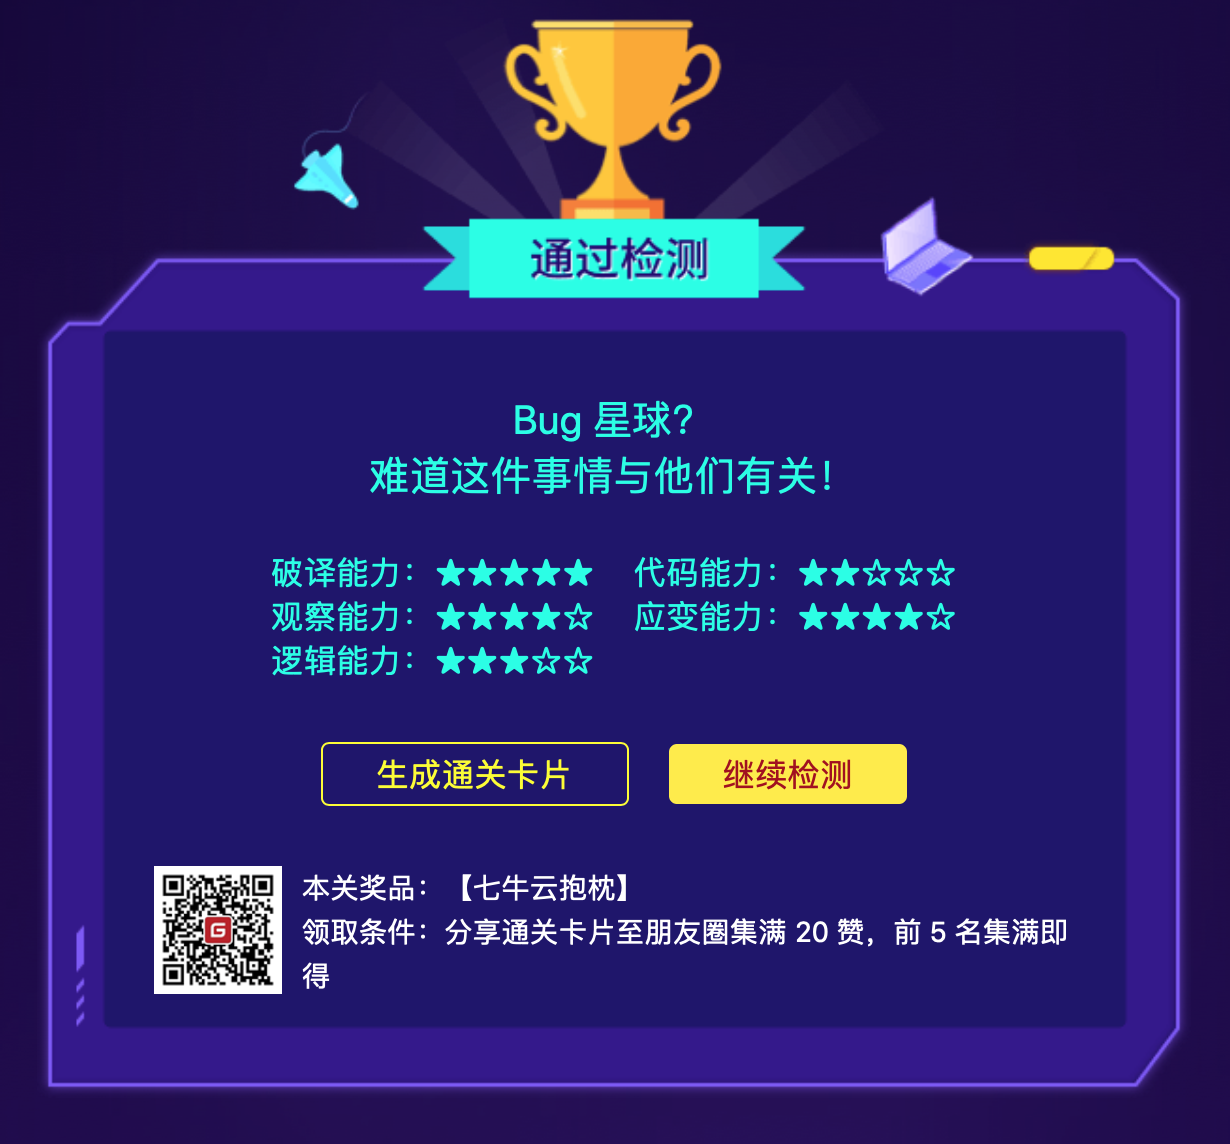 通过检测
Bug 星球？
难道这件事情与他们有关！
破译能力：★★★★★ 代码能力：★★☆☆☆
观察能力：★★★★☆ 应变能力：★★★★☆
逻辑能力：★★★☆☆
生成通关卡片 继续检测
本关奖品：【七牛云抱枕】
领取条件：分享通关卡片至朋友圈集满 20 赞，前 5 名集满即
得